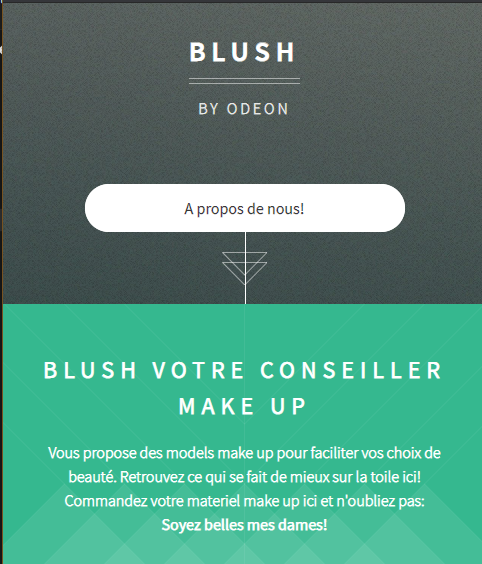 BLUSH
BY ODEON
A propos de nous!
BLUSH VOTRE CONSEILLER
MAKE UP
Vous propose des models make up pour faciliter vos choix de
beauté. Retrouvez ce qui se fait de mieux sur la toile ici!
Commandez votre materiel make up ici et n'oubliez pas:
Soyez belles mes dames!